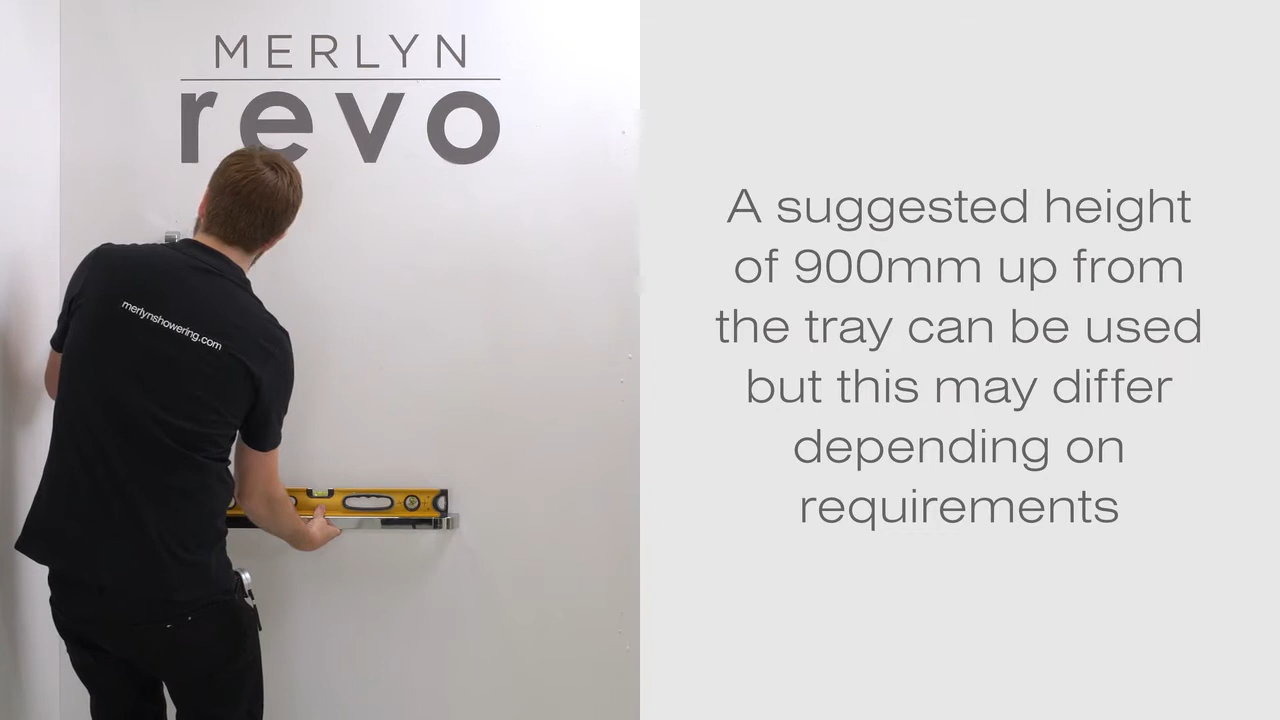 MERLYN
revo
merlynshowering.com
A suggested height
of 900mm up from
the tray can be used
but this may differ
depending on
requirements